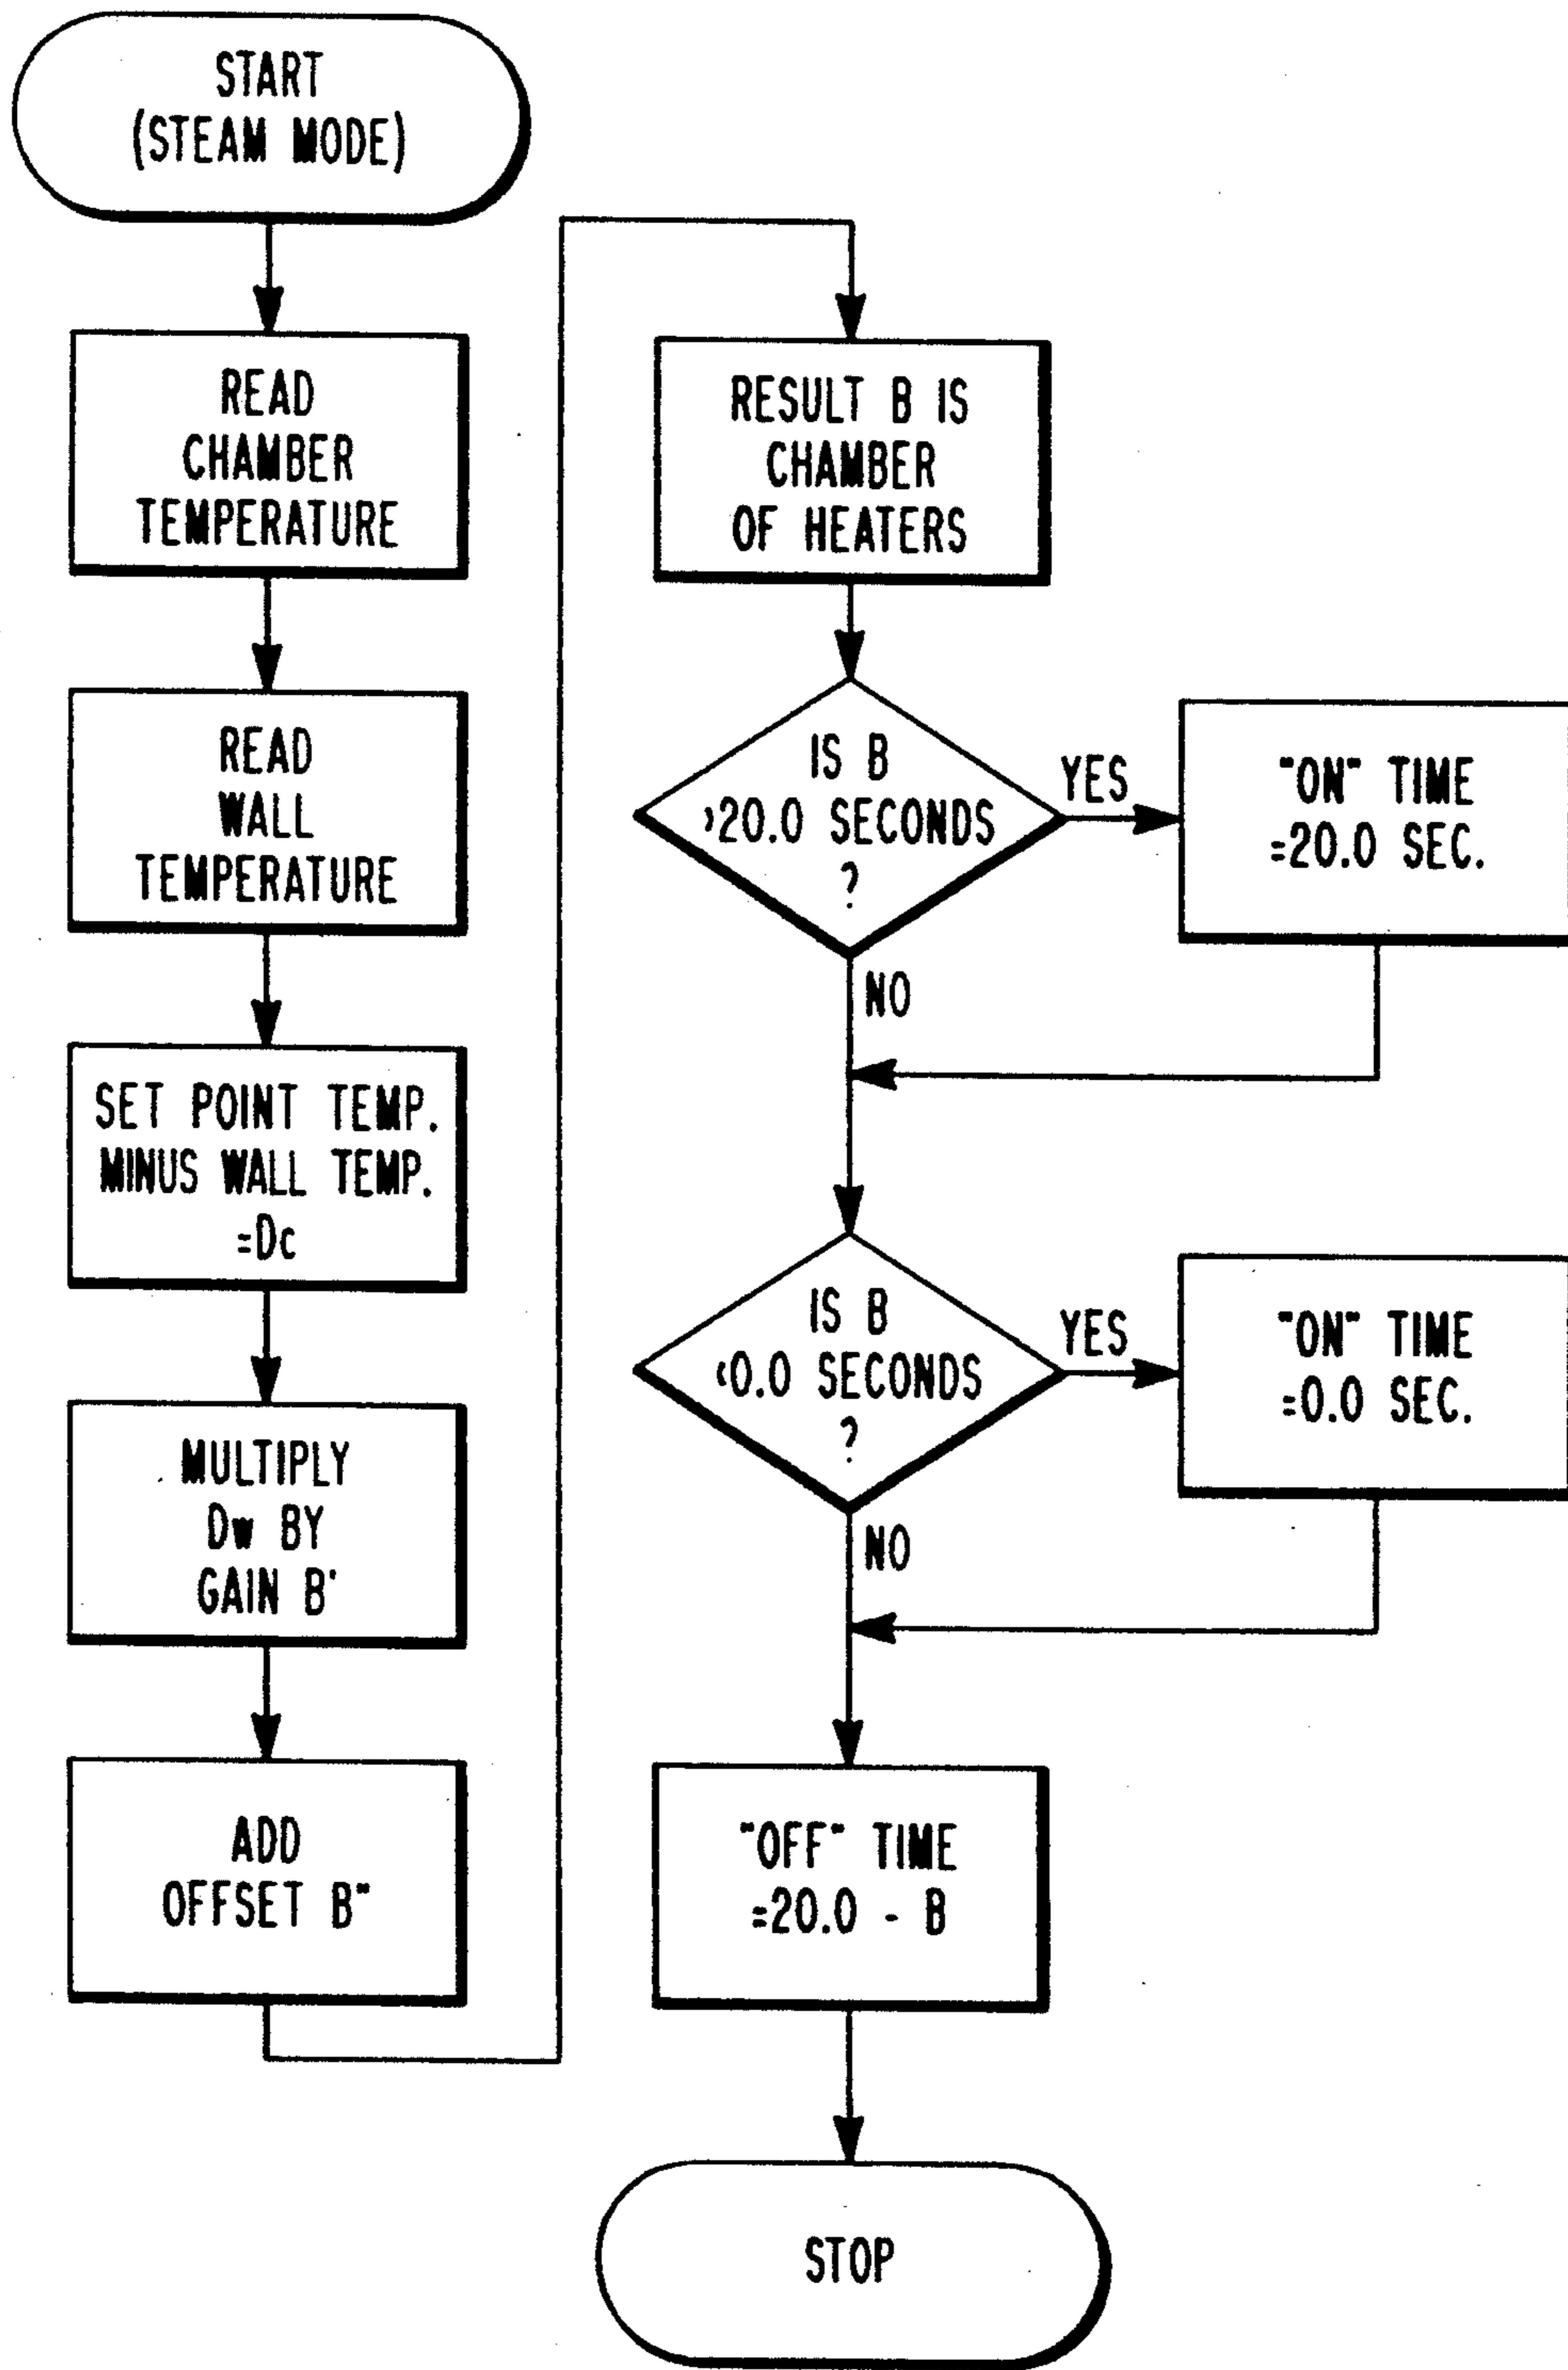 START
(STEAM MODE)
READ
CHAMBER
TEMPERATURE
READ
WALL
TEMPERATURE
SET POINT TEMP.
MINUS WALL TEMP.
=Dc
MULTIPLY
Dw BY
GAIN B'
ADD
OFFSET B"
RESULT B IS
CHAMBER
OF HEATERS
IS B
>20.0 SECONDS
?
YES
"ON" TIME
=20.0 SEC.
NO
IS B
<0.0 SECONDS
?
YES
"ON" TIME
=0.0 SEC.
NO
"OFF" TIME
=20.0 - B
STOP